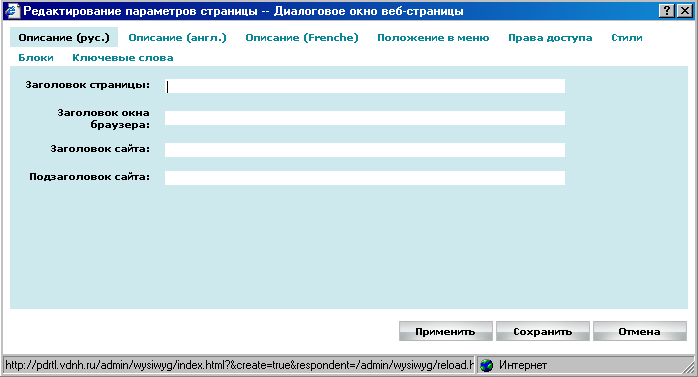 Редактирование параметров страницы -- Диалоговое окно веб-страницы
Описание (рус.) Описание (англ.) Описание (Frenche) Положение в меню Права доступа Стили
Блоки Ключевые слова
Заголовок страницы:
Заголовок окна
браузера:
Заголовок сайта:
Подзаголовок сайта:
Применить Сохранить Отмена
http://pdrtl.vdnh.ru/admin/wysiwyg/index.html?&create=true&respondent=/admin/wysiwyg/reload.h Интернет